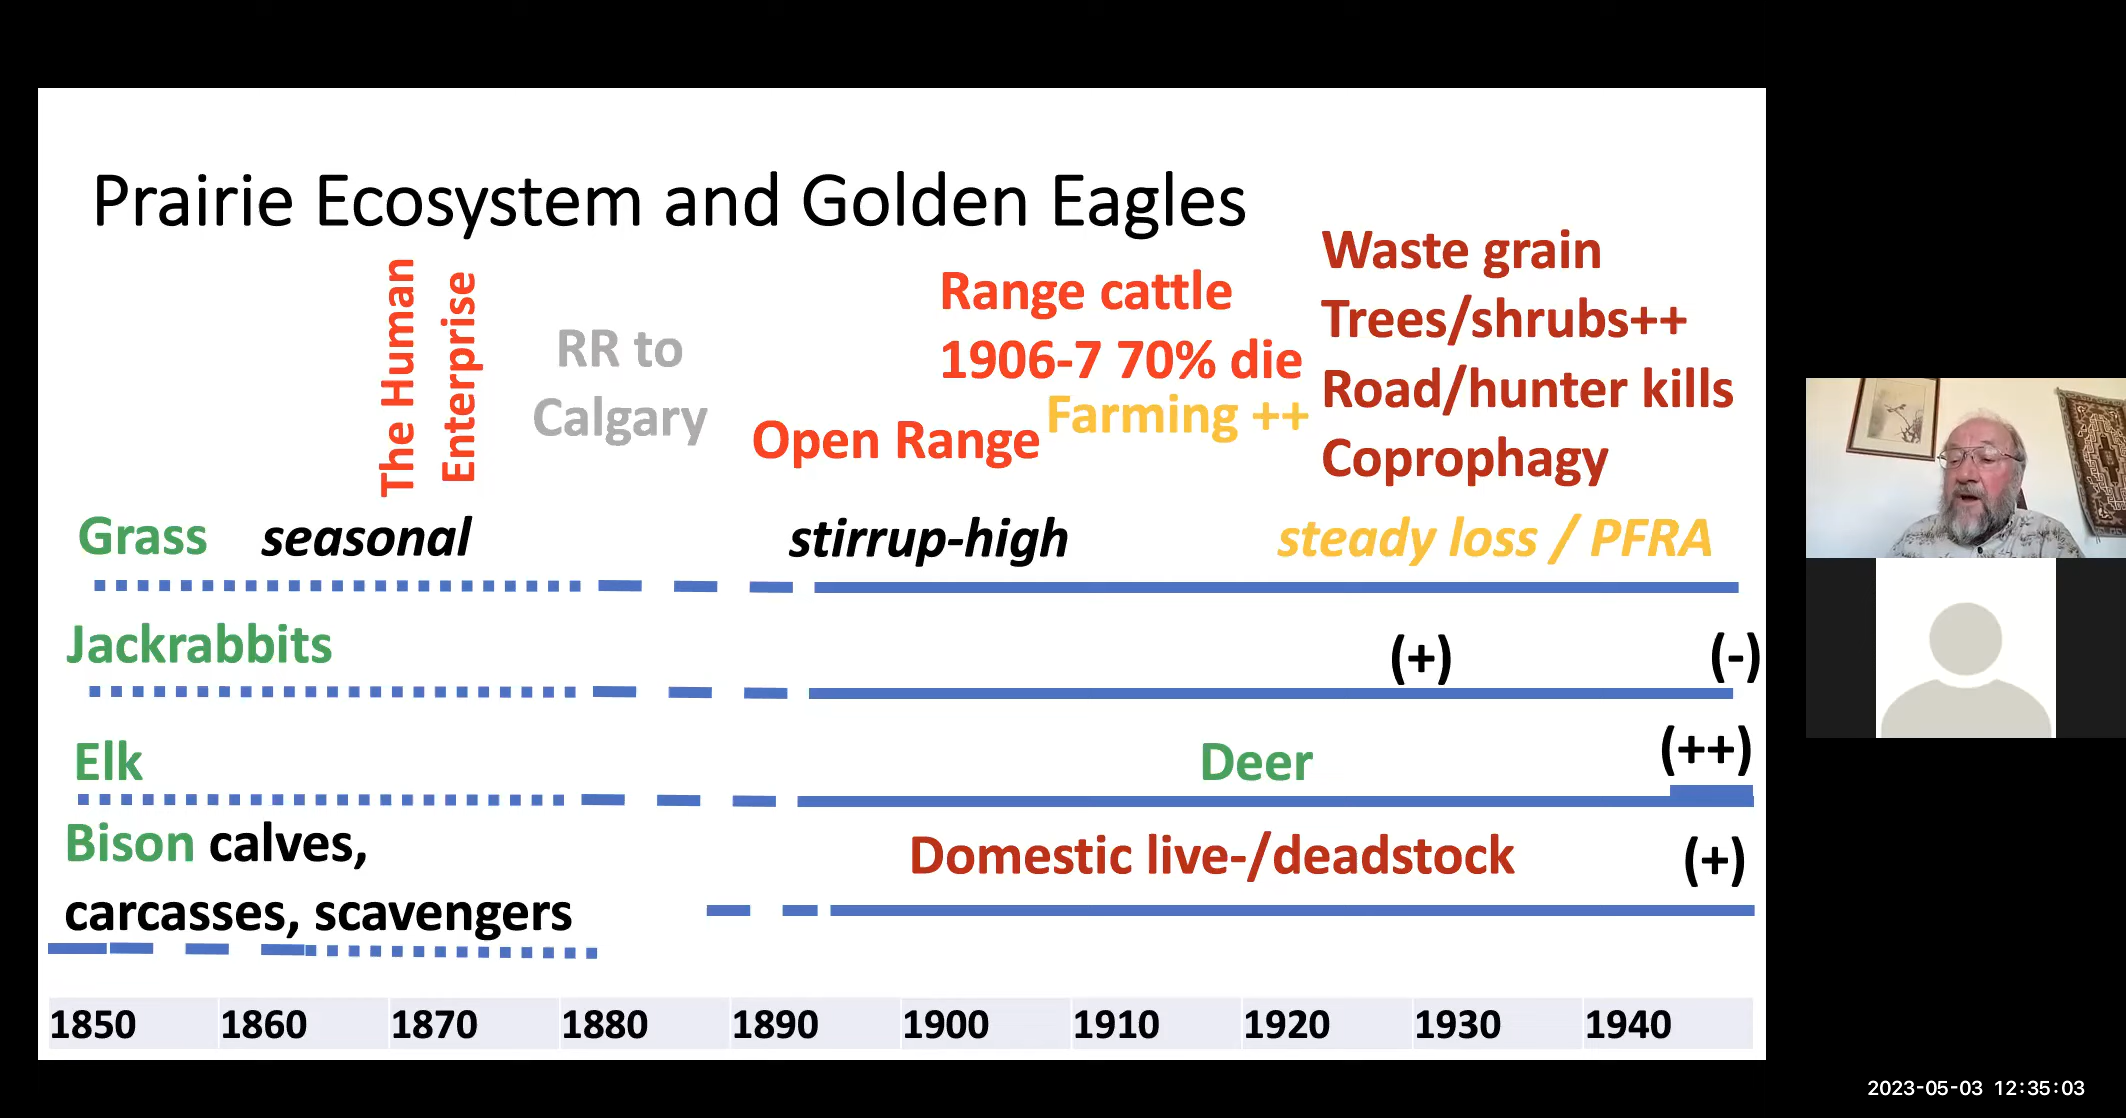 Prairie Ecosystem and Golden Eagles
The Human
Enterprise
RR to
Calgary
Range cattle
1906-7 70% die
Open Range
Farming ++
Waste grain
Trees/shrubs++
Road/hunter kills
Coprophagy
Grass seasonal stirrup-high steady loss / PFRA
Jackrabbits (+) (-)
Elk Deer (++)
Bison calves,
carcasses, scavengers
Domestic live-/deadstock (+)
1850 1860 1870 1880 1890 1900 1910 1920 1930 1940
2023-05-03 12:35:03